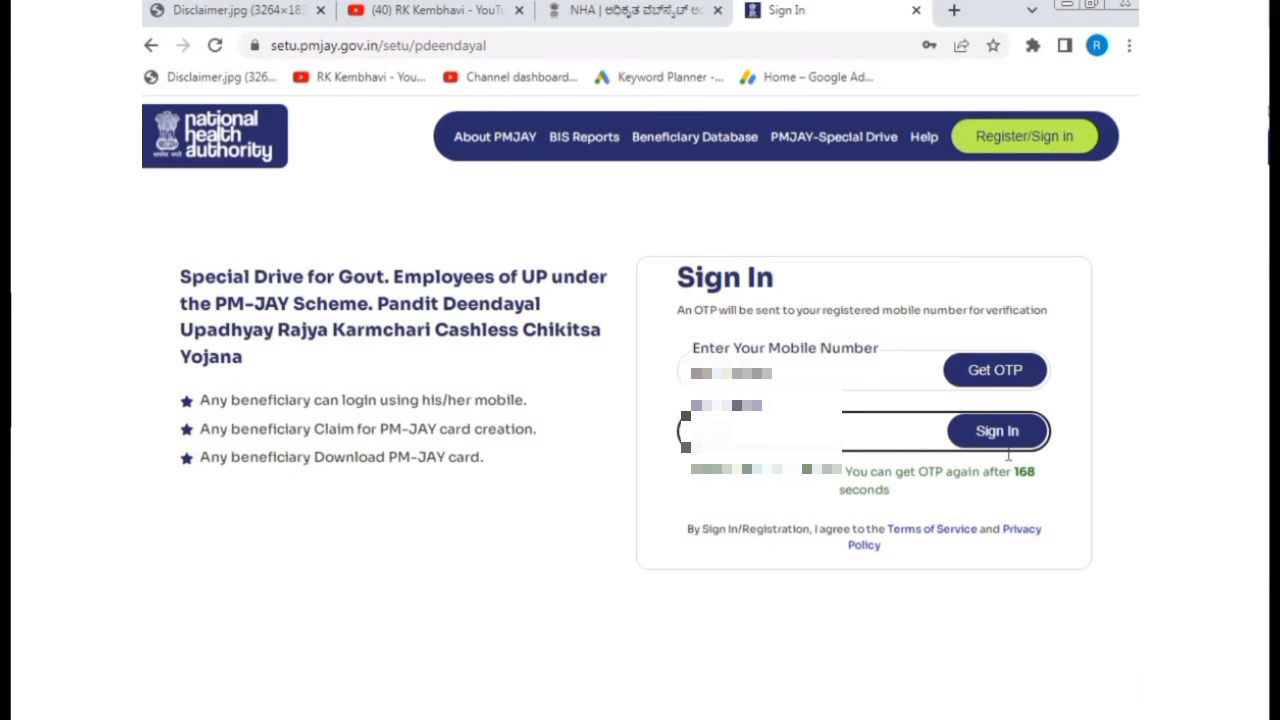 Disclaimer.jpg (3264×183
(40) RK Kembhavi - YouTu
NHA | ಅಧಿಕೃತ ವೆಬ್‌ಸೈಟ್
Sign In
setu.pmjay.gov.in/setu/pdeendayal
R
Disclaimer.jpg (326...
RK Kembhavi - You...
Channel dashboard...
Keyword Planner -...
Home – Google Ad...
national
health
authority
About PMJAY
BIS Reports
Beneficiary Database
PMJAY-Special Drive
Help
Register/Sign in
Special Drive for Govt. Employees of UP under
the PM-JAY Scheme. Pandit Deendayal
Upadhyay Rajya Karmchari Cashless Chikitsa
Yojana
Any beneficiary can login using his/her mobile.
Any beneficiary Claim for PM-JAY card creation.
Any beneficiary Download PM-JAY card.
Sign In
An OTP will be sent to your registered mobile number for verification
Enter Your Mobile Number
Get OTP
Sign In
You can get OTP again after 168
seconds
By Sign In/Registration, I agree to the Terms of Service and Privacy
Policy